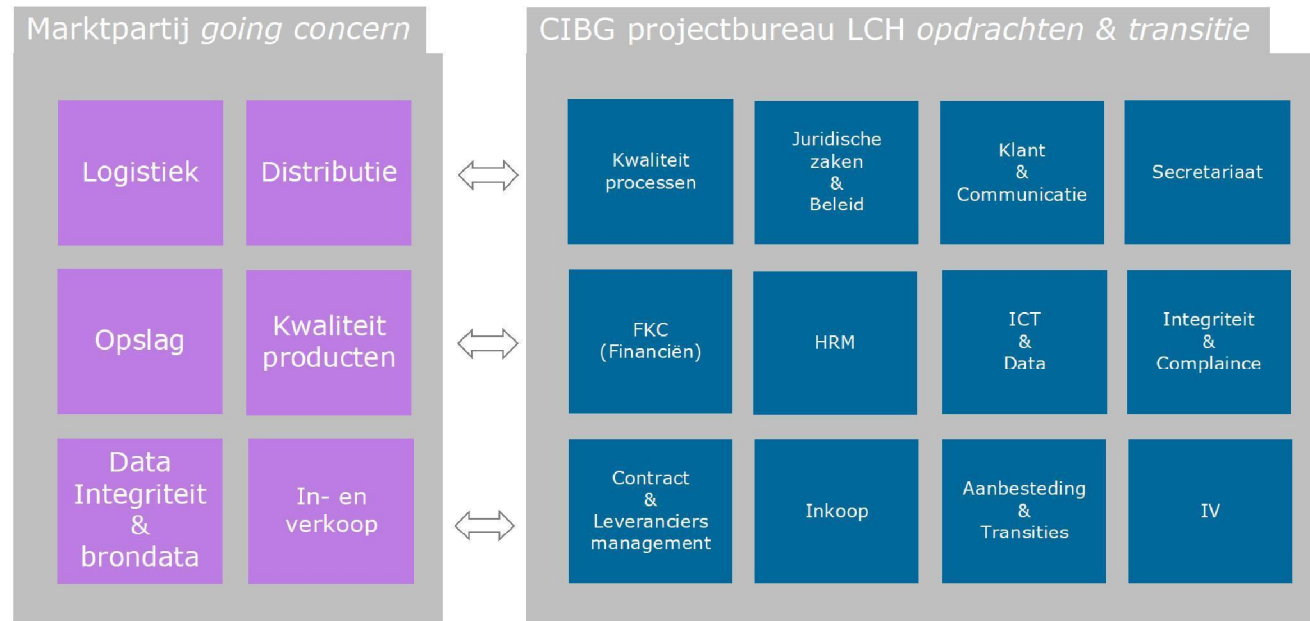 Marktpartij going concern
Logistiek
Distributie
Opslag
Kwaliteit
producten
Data
Integriteit
&
brondata
In- en
verkoop
CIBG projectbureau LCH opdrachten & transitie
Kwaliteit
processen
Juridische
zaken
&
Beleid
Klant
&
Communicatie
Secretariaat
FKC
(Financiën)
HRM
ICT
&
Data
Integriteit
&
Complaince
Contract
&
Leveranciers
management
Inkoop
Aanbesteding
&
Transities
IV